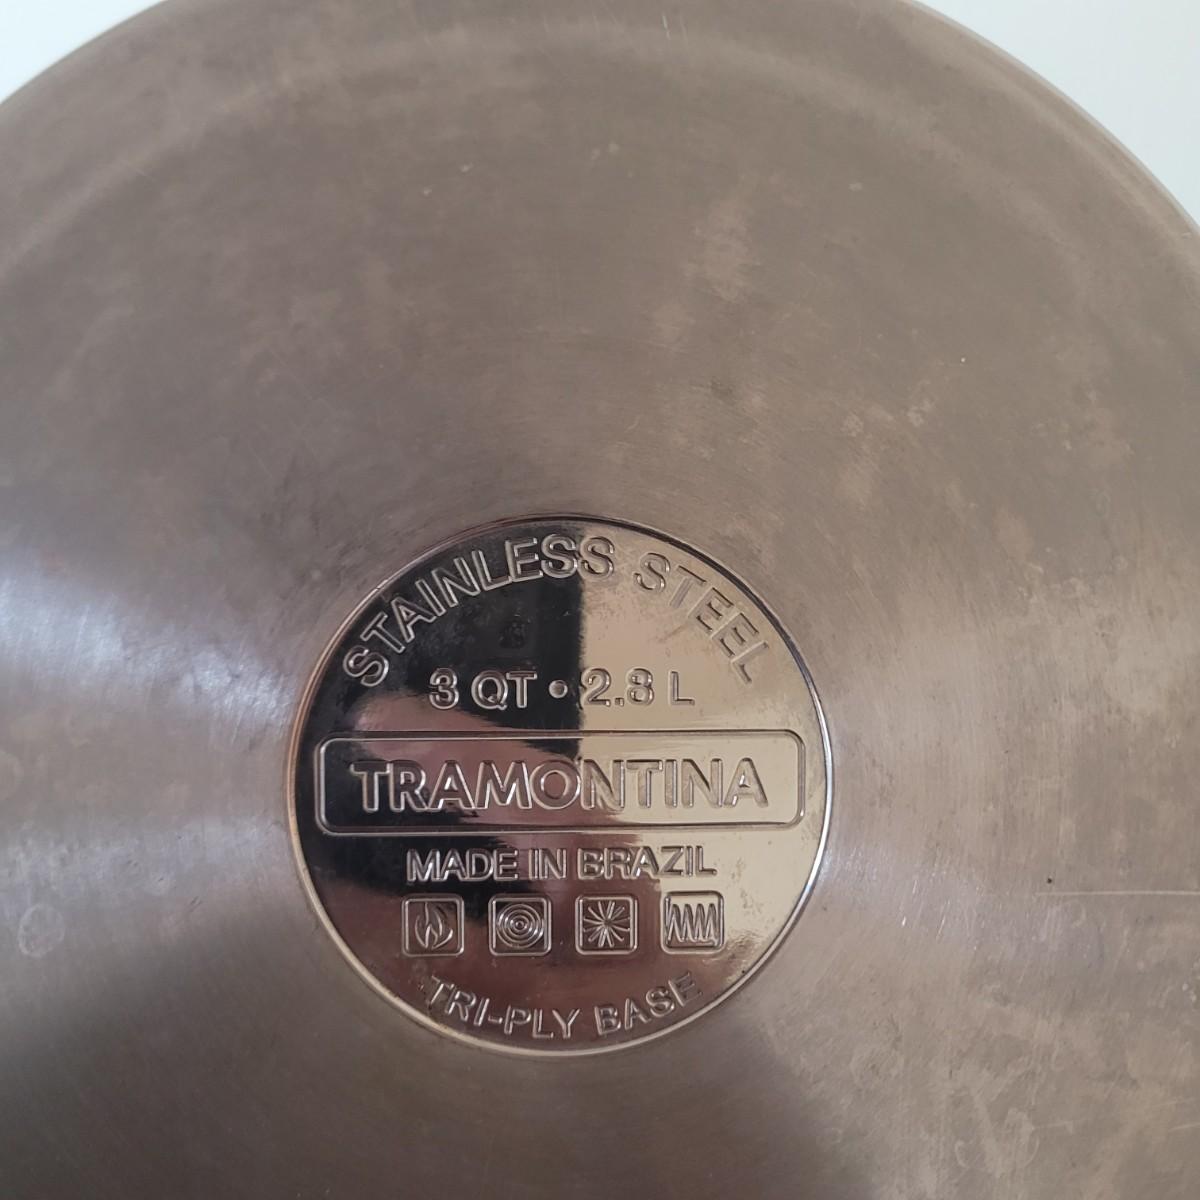 STAINLESS STEEL
3 QT • 2.8 L
TRAMONTINA
MADE IN BRAZIL
TRI-PLY BASE